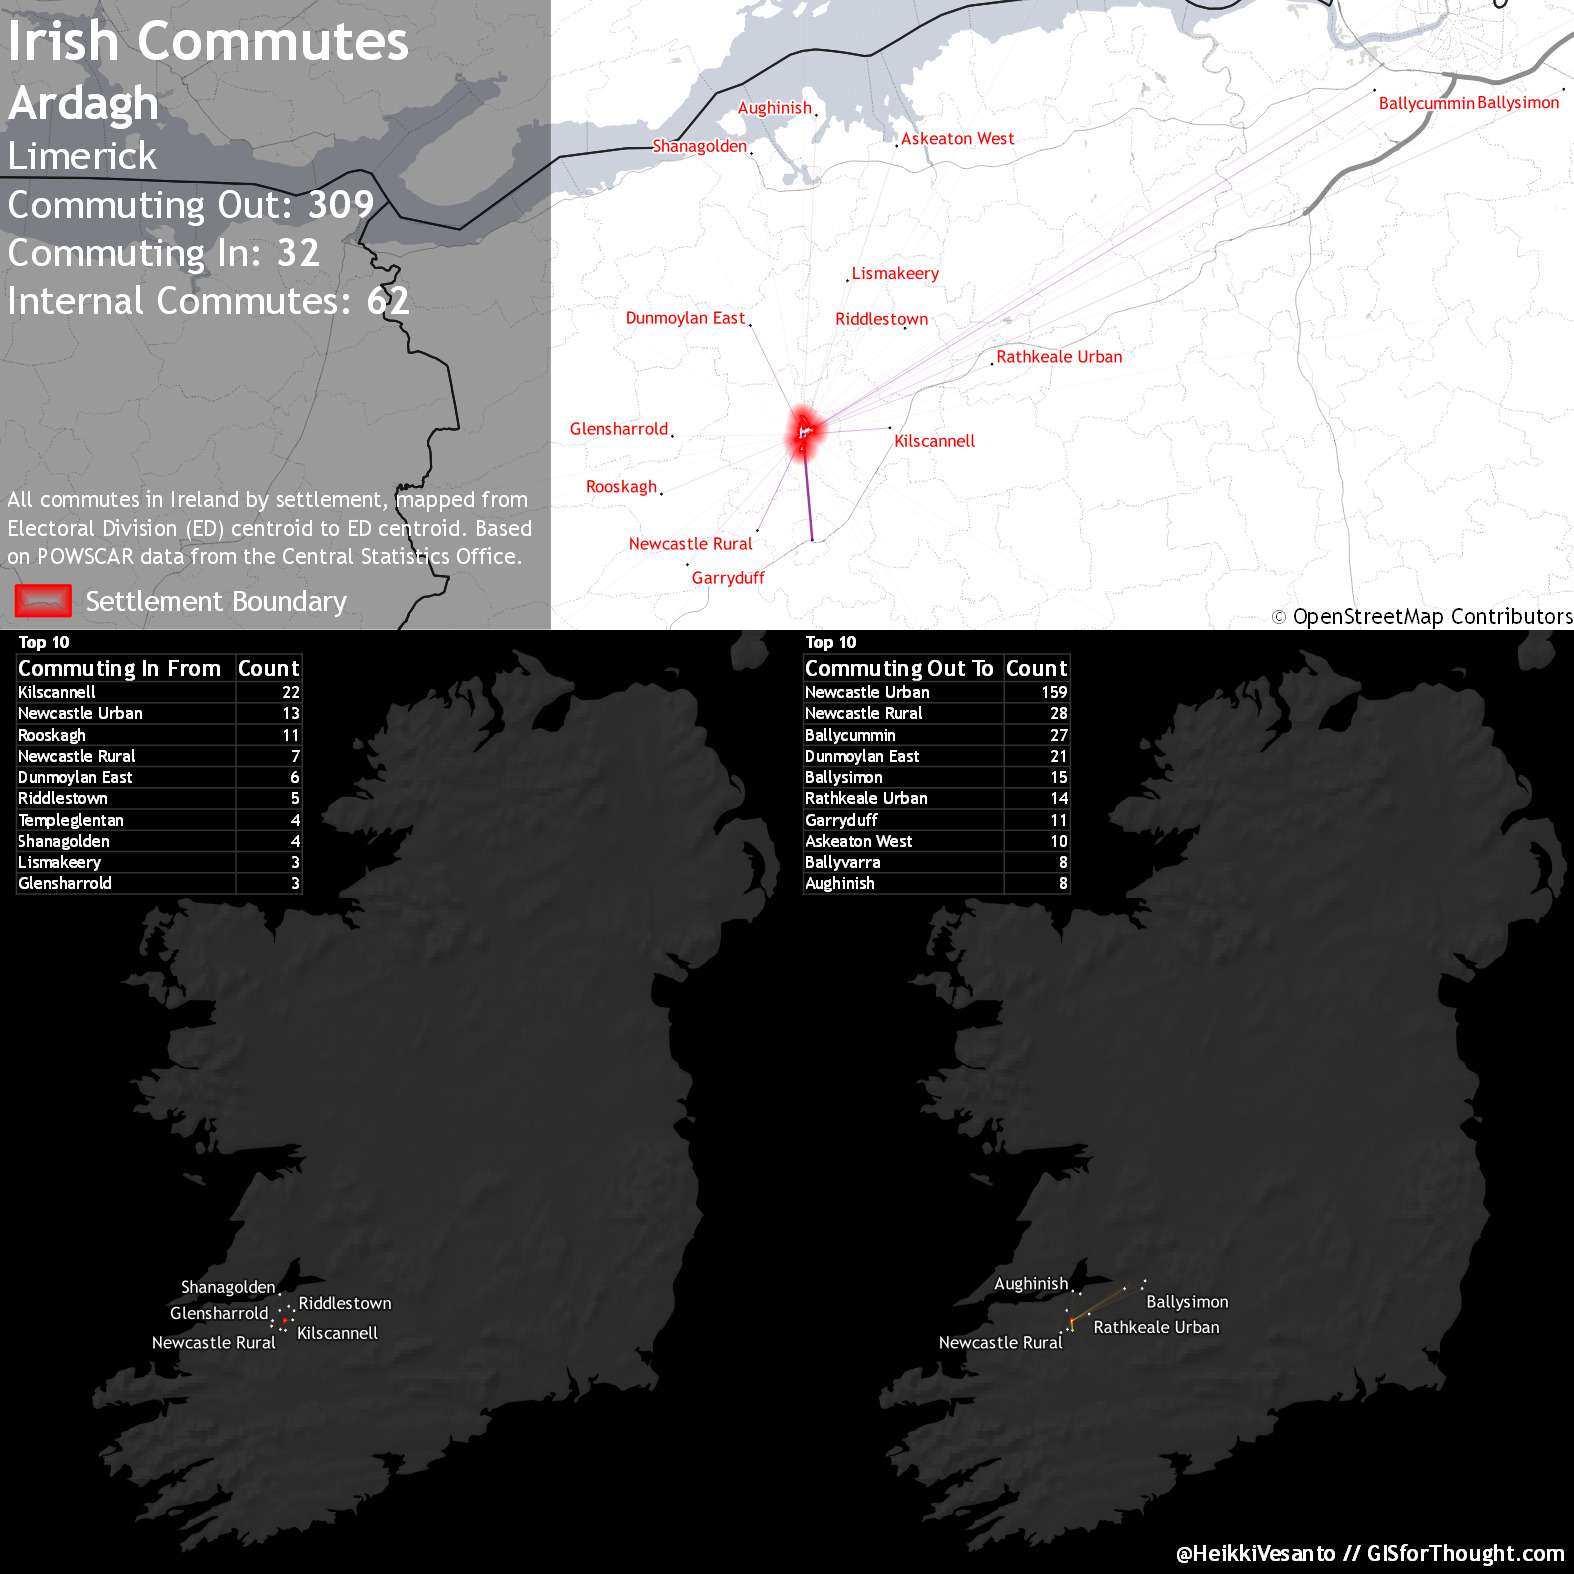 Irish Commutes
Ardagh
Limerick
Commuting Out: 309
Commuting In: 32
Internal Commutes: 62
All commutes in Ireland by settlement, mapped from
Electoral Division (ED) centroid to ED centroid. Based
on POWSCAR data from the Central Statistics Office.
Settlement Boundary
Aughinish
Shanagolden
Askeaton West
Ballycummin
Ballysimon
Lismakeery
Dunmoylan East
Riddlestown
Rathkeale Urban
Glensharrold
Kilscannell
Rooskagh
Newcastle Rural
Garryduff
© OpenStreetMap Contributors
Top 10
Commuting In From Count
Kilscannell 22
Newcastle Urban 13
Rooskagh 11
Newcastle Rural 7
Dunmoylan East 6
Riddlestown 5
Templeglentan 4
Shanagolden 4
Lismakeery 3
Glensharrold 3
Shanagolden
Riddlestown
Glensharrold
Kilscannell
Newcastle Rural
Top 10
Commuting Out To Count
Newcastle Urban 159
Newcastle Rural 28
Ballycummin 27
Dunmoylan East 21
Ballysimon 15
Rathkeale Urban 14
Garryduff 11
Askeaton West 10
Ballyvarra 8
Aughinish 8
Aughinish
Ballysimon
Rathkeale Urban
Newcastle Rural
@HeikkiVesanto // GISforThought.com